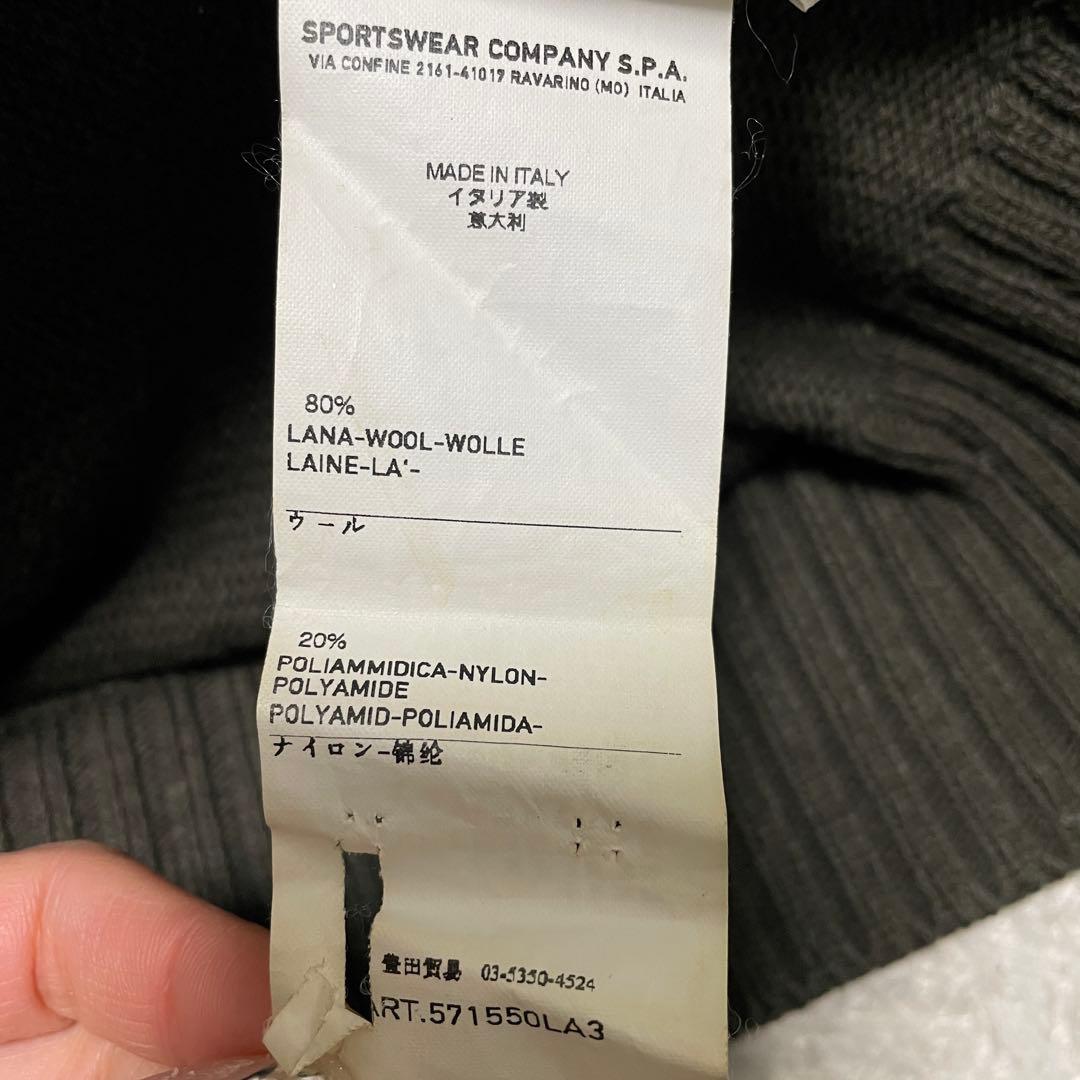 SPORTSWEAR COMPANY S.P.A.
VIA CONFINE 2161-41017 RAVARINO (MO) ITALIA
MADE IN ITALY
イタリア製
意大利
80%
LANA-WOOL-WOLLE
LAINE-LA'-
ウール
20%
POLIAMMIDICA-NYLON-
POLYAMIDE
POLYAMID-POLIAMIDA-
ナイロン-锦纶
豊田貿易 03-5350-4524
ART.571550LA3